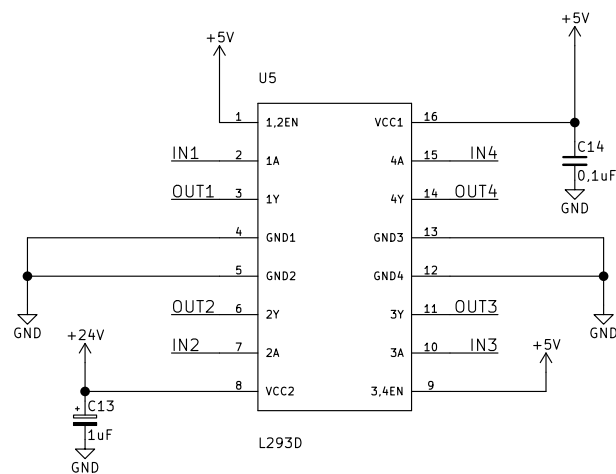 +5V
+5V
U5
1 1,2EN VCC1 16
IN1 2 1A 4A 15 IN4
C14
0,1uF
OUT1 3 1Y 4Y 14 OUT4
GND
4 GND1 GND3 13
5 GND2 GND4 12
OUT2 6 2Y 3Y 11 OUT3
GND
GND
+24V
+5V
IN2 7 2A 3A 10 IN3
8 VCC2 3,4EN 9
C13
+
1uF
L293D
GND